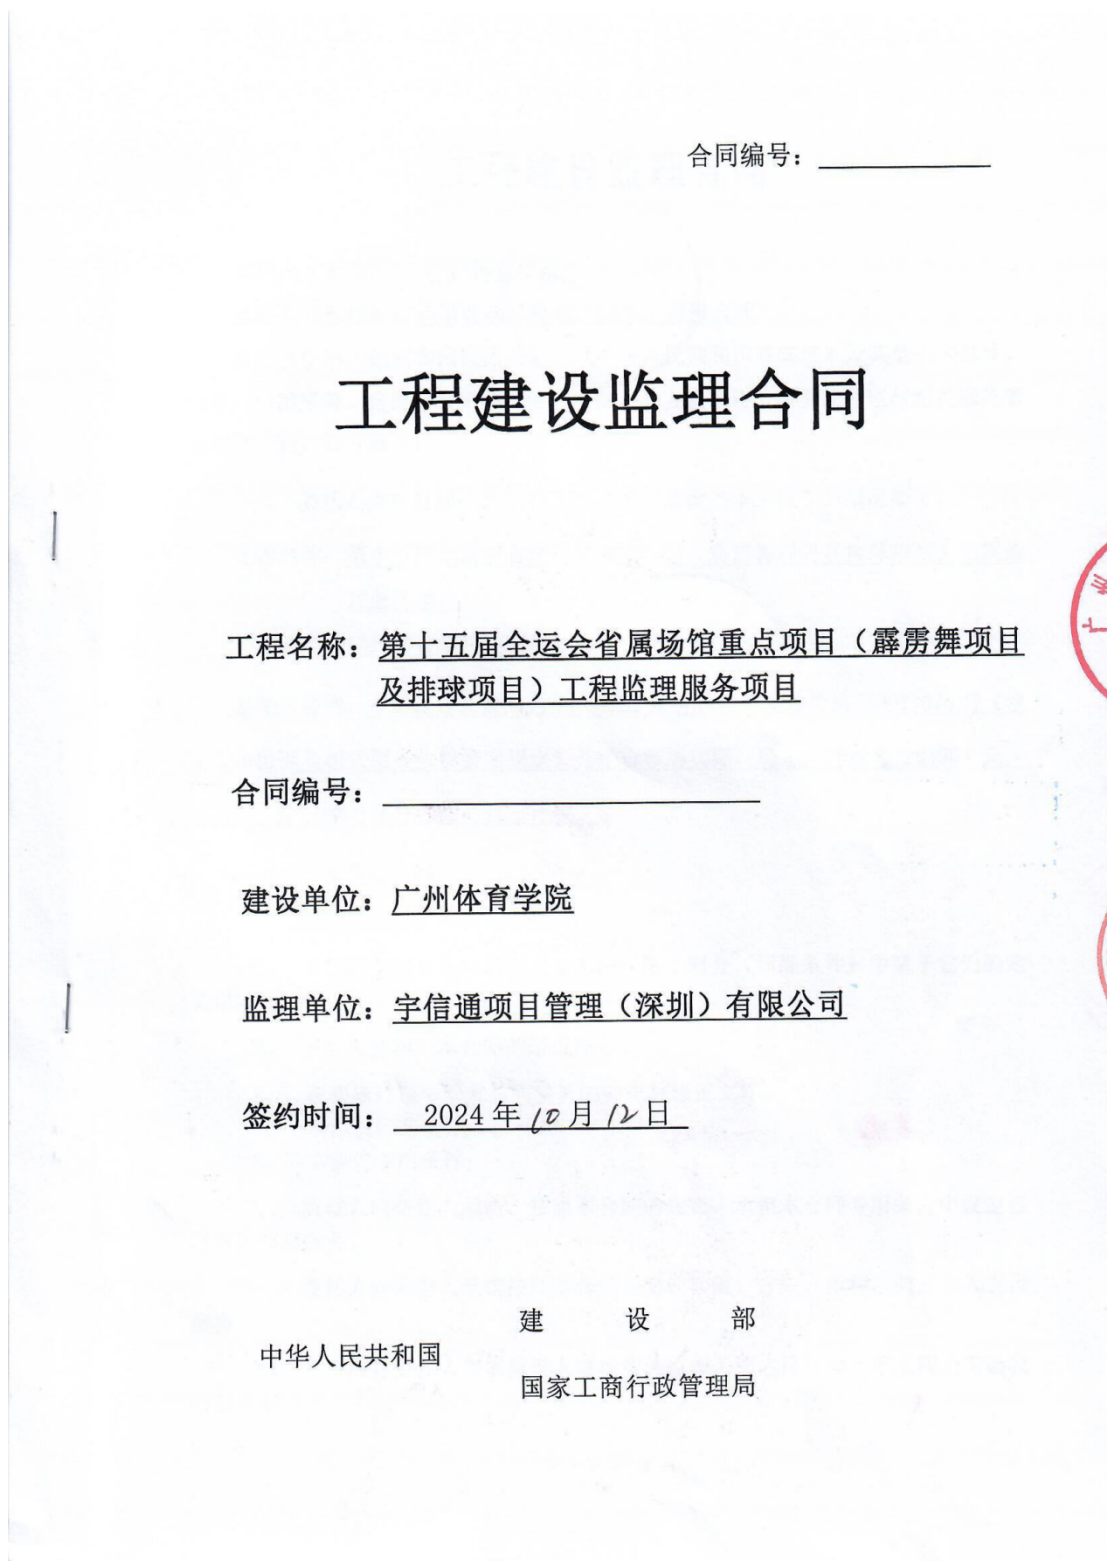 合同编号：
工程建设监理合同
工程名称：第十五届全运会省属场馆重点项目（霹雳舞项目
及排球项目）工程监理服务项目
合同编号：
建设单位：广州体育学院
监理单位：宇信通项目管理（深圳）有限公司
签约时间： 2024年10月12日
建 设 部
中华人民共和国
国家工商行政管理局
广州